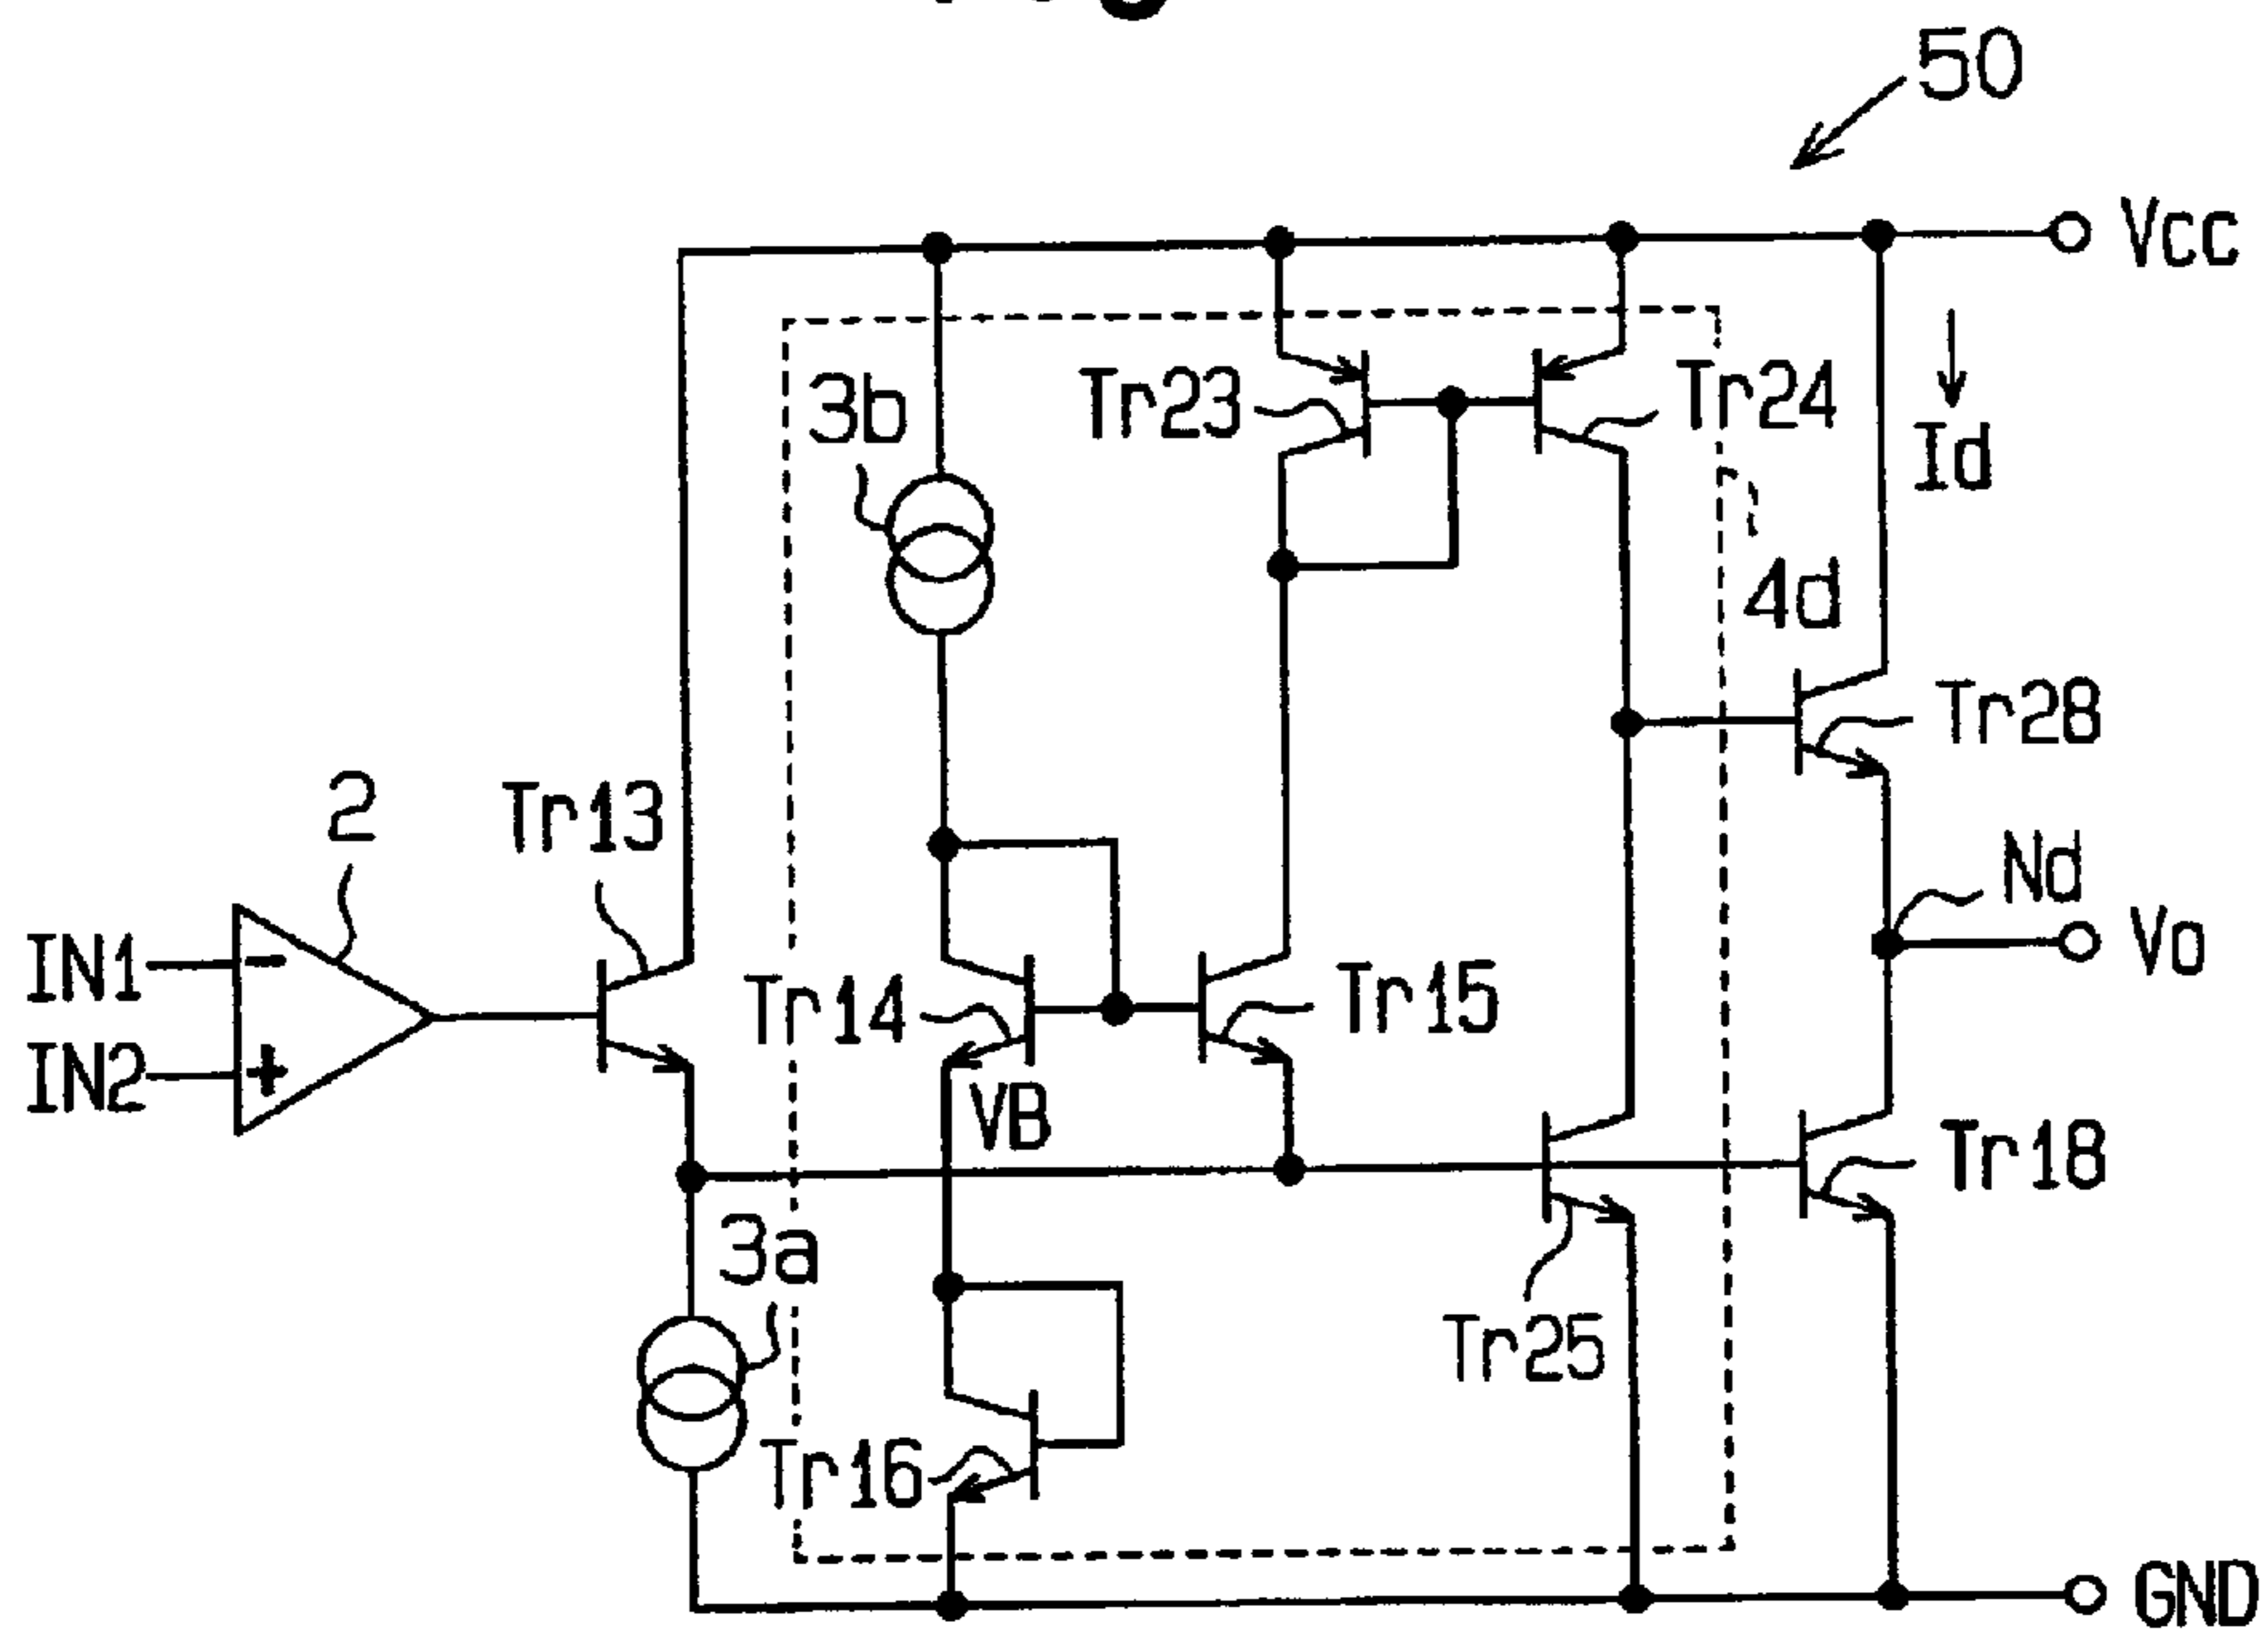 50
Vcc
Tr23
Tr24
3b
Id
4d
Tr28
2
Tr13
Nd
IN1
-
Tr14
Tr15
Vo
IN2
+
VB
Tr18
3a
Tr25
Tr16
GND